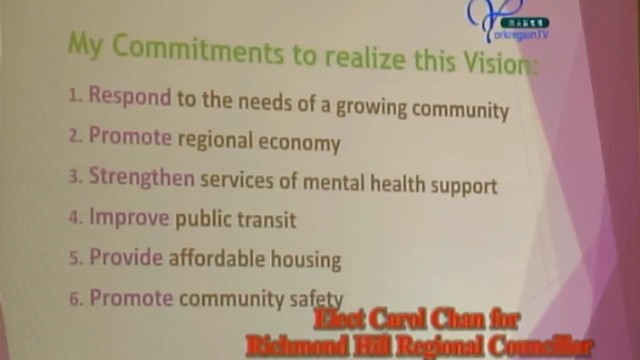 YorkregionTV
My Commitments to realize this Vision:
1. Respond to the needs of a growing community
2. Promote regional economy
3. Strengthen services of mental health support
4. Improve public transit
5. Provide affordable housing
6. Promote community safety
Elect Carol Chan for
Richmond Hill Regional Councillor